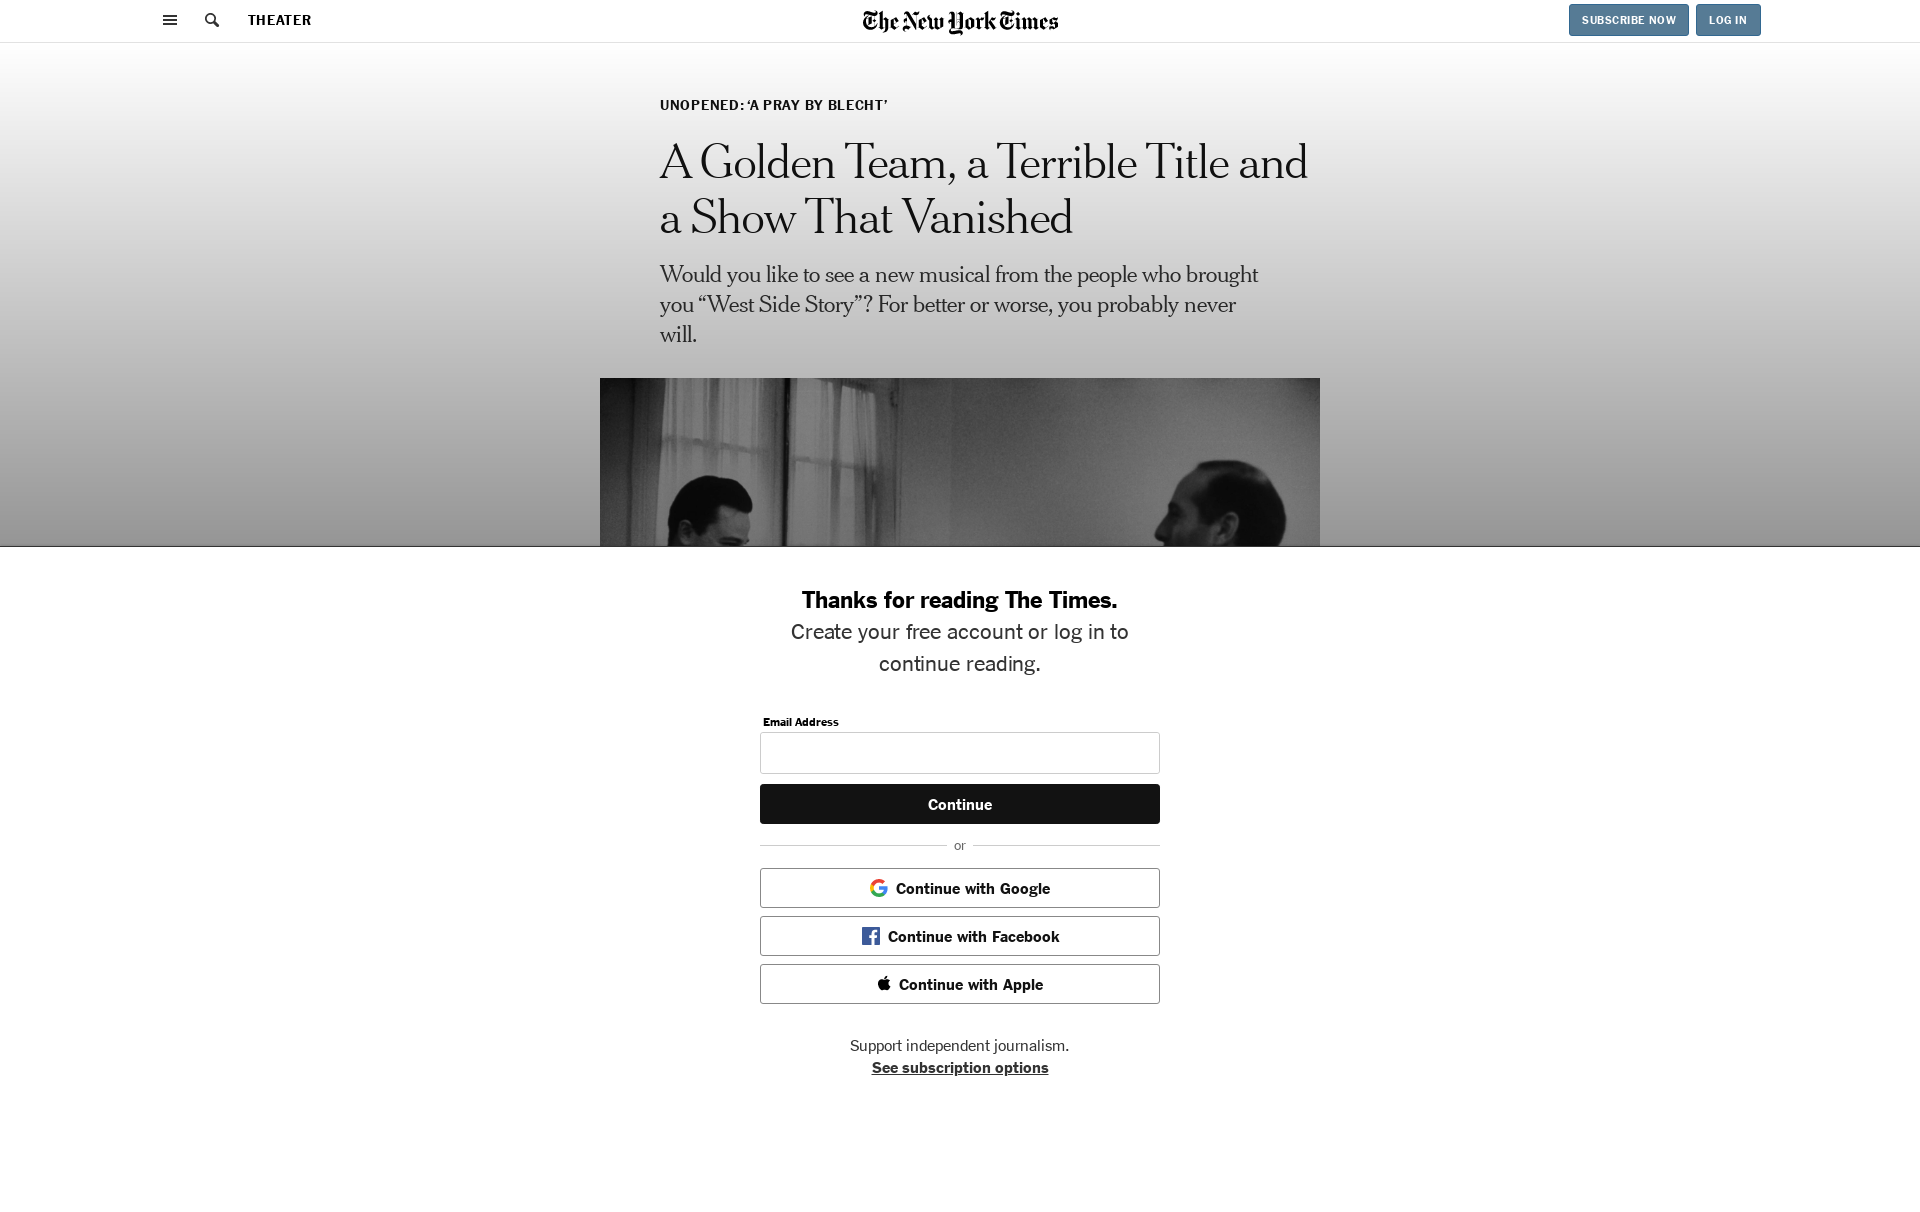 THEATER
The New York Times
SUBSCRIBE NOW
LOG IN
UNOPENED: ‘A PRAY BY BLECHT’
A Golden Team, a Terrible Title and
a Show That Vanished
Would you like to see a new musical from the people who brought
you “West Side Story”? For better or worse, you probably never
will.
Thanks for reading The Times.
Create your free account or log in to
continue reading.
Email Address
Continue
or
Continue with Google
Continue with Facebook
Continue with Apple
Support independent journalism.
See subscription options